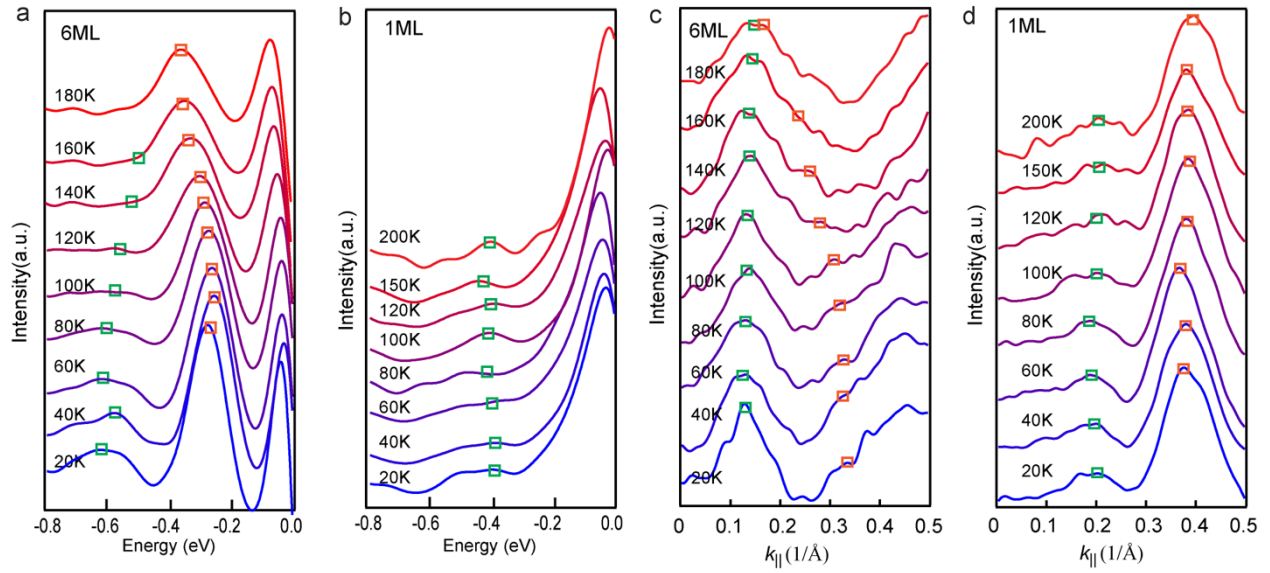 a
6ML
180K
160K
140K
120K
100K
80K
60K
40K
20K
Intensity(a.u.)
-0.8 -0.6 -0.4 -0.2 0.0
Energy (eV)
b
1ML
200K
150K
120K
100K
80K
60K
40K
20K
Intensity(a.u.)
-0.8 -0.6 -0.4 -0.2 0.0
Energy (eV)
c
6ML
180K
160K
140K
120K
100K
80K
60K
40K
20K
Intensity(a.u.)
0 0.1 0.2 0.3 0.4 0.5
k|| (1/Å)
d
1ML
200K
150K
120K
100K
80K
60K
40K
20K
Intensity(a.u.)
0 0.1 0.2 0.3 0.4 0.5
k|| (1/Å)